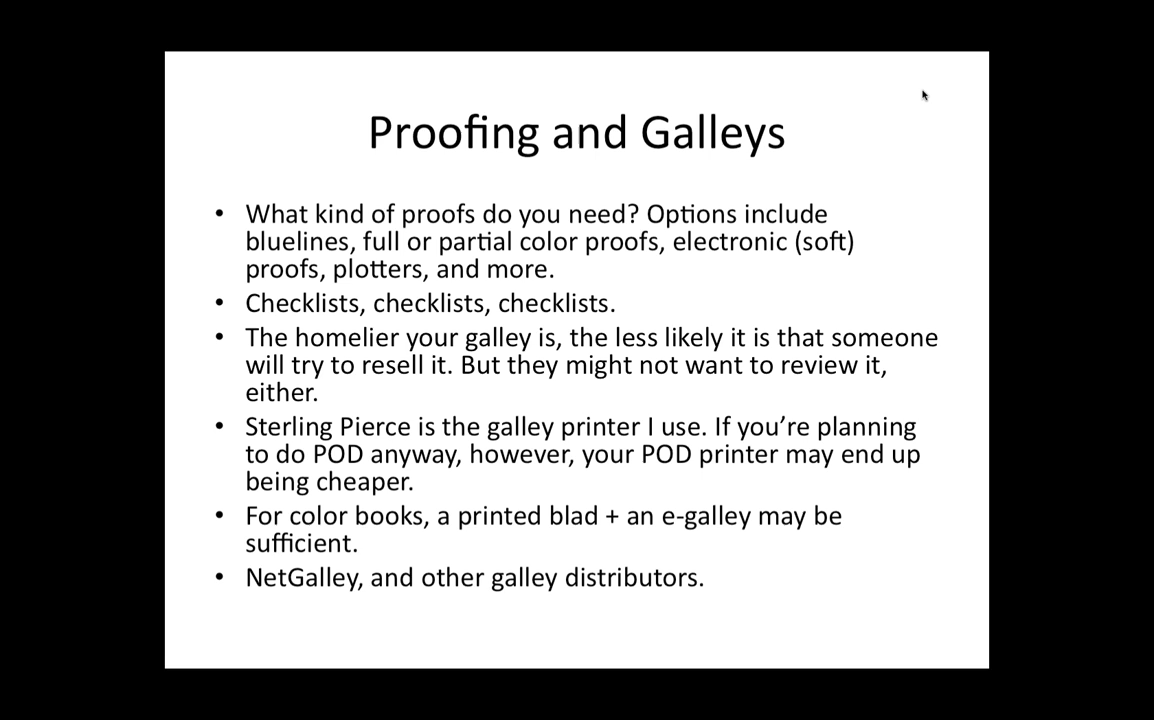 Proofing and Galleys
• What kind of proofs do you need? Options include
bluelines, full or partial color proofs, electronic (soft)
proofs, plotters, and more.
• Checklists, checklists, checklists.
• The homelier your galley is, the less likely it is that someone
will try to resell it. But they might not want to review it,
either.
• Sterling Pierce is the galley printer I use. If you’re planning
to do POD anyway, however, your POD printer may end up
being cheaper.
• For color books, a printed blad + an e-galley may be
sufficient.
• NetGalley, and other galley distributors.